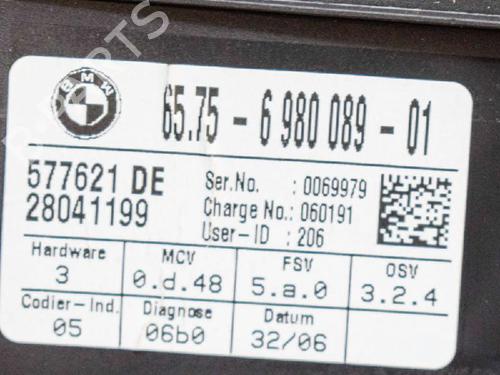 BMW
65.75 - 6 980 089 - 01
577621 DE
28041199
Ser.No. : 0069979
Charge No.: 060191
User-ID : 206
Hardware MCV FSV OSV
3 0.d.48 5.a.0 3.2.4
Codier-Ind. Diagnose Datum
05 06b0 32/06